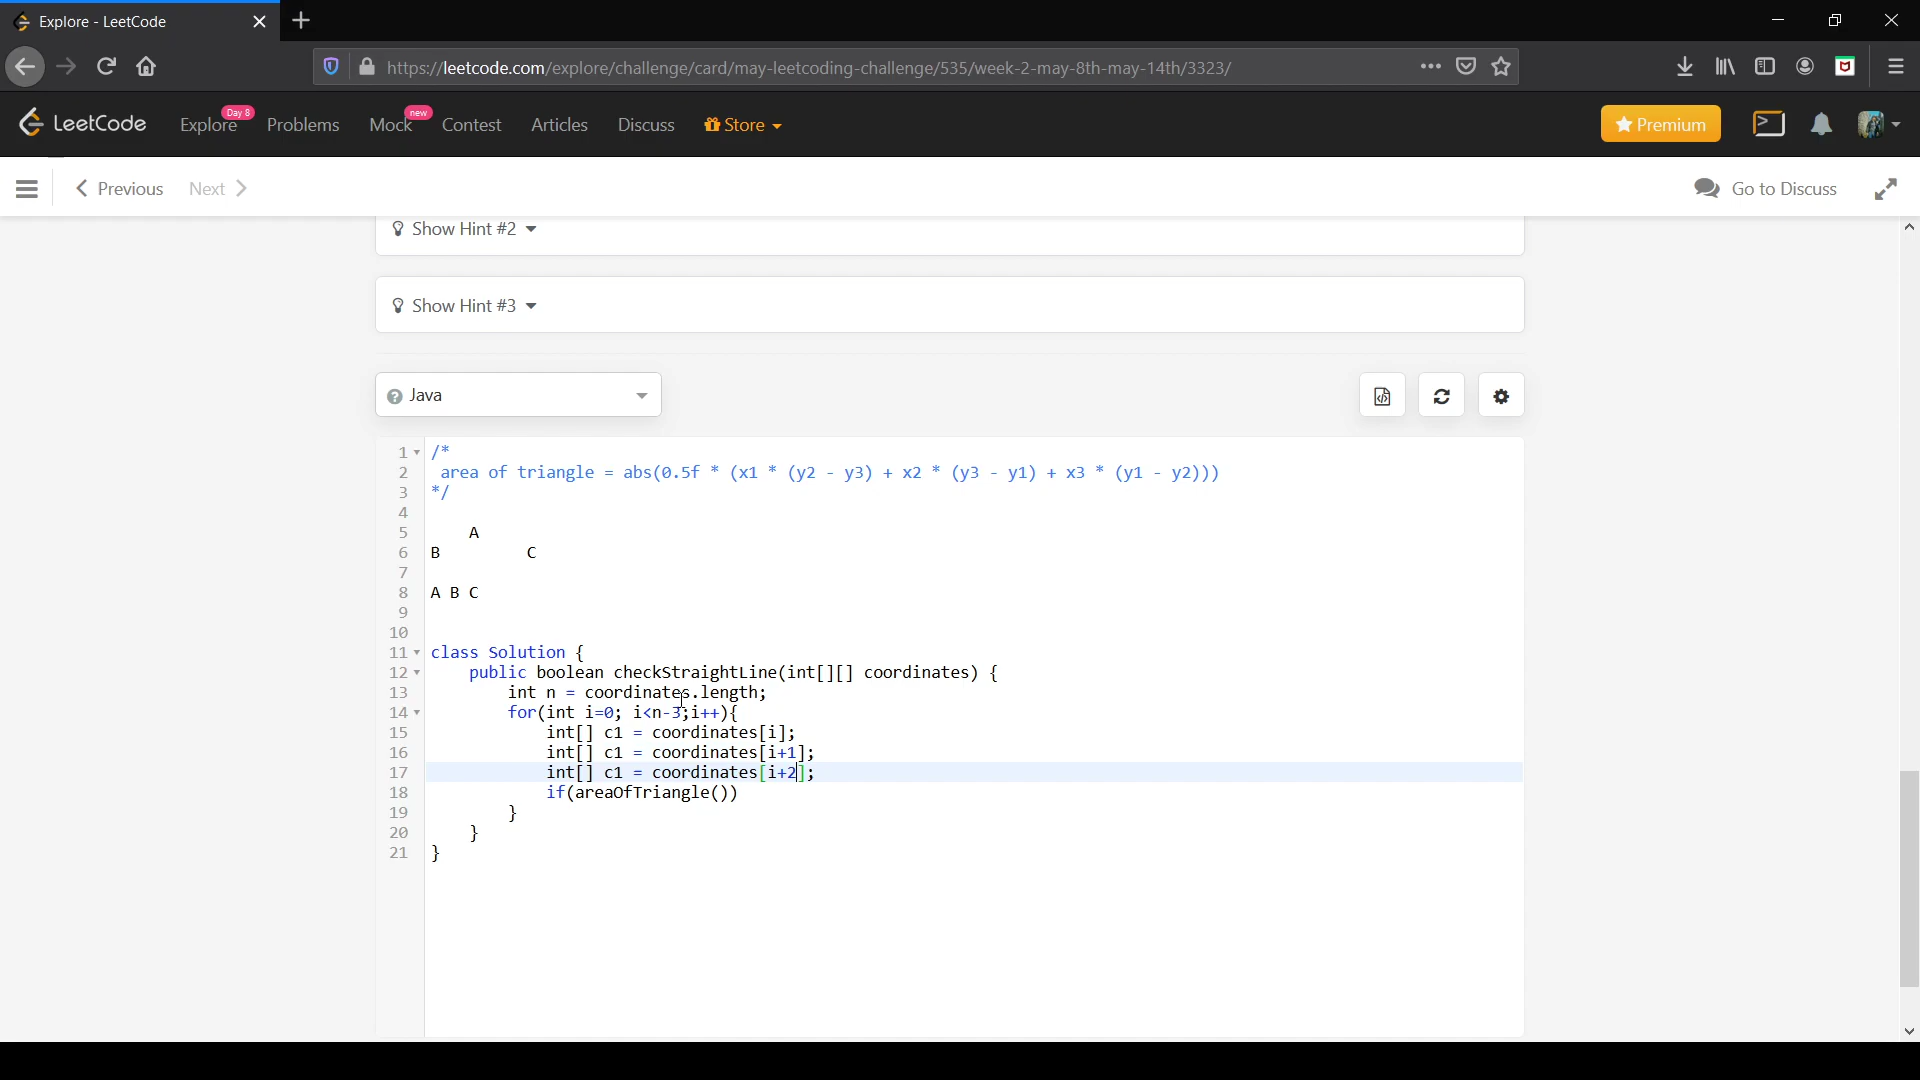 Explore - LeetCode
https://leetcode.com/explore/challenge/card/may-leetcoding-challenge/535/week-2-may-8th-may-14th/3323/
LeetCode Explore Day 8 Problems Mock new Contest Articles Discuss Store Premium
Previous Next Go to Discuss
Show Hint #2
Show Hint #3
Java
1 /*
2 area of triangle = abs(0.5f * (x1 * (y2 - y3) + x2 * (y3 - y1) + x3 * (y1 - y2)))
3 */
4
5 A
6 B C
7
8 A B C
9
10
11 class Solution {
12 public boolean checkStraightLine(int[][] coordinates) {
13 int n = coordinates.length;
14 for(int i=0; i<n-3;i++){
15 int[] c1 = coordinates[i];
16 int[] c1 = coordinates[i+1];
17 int[] c1 = coordinates[i+2];
18 if(areaOfTriangle())
19 }
20 }
21 }